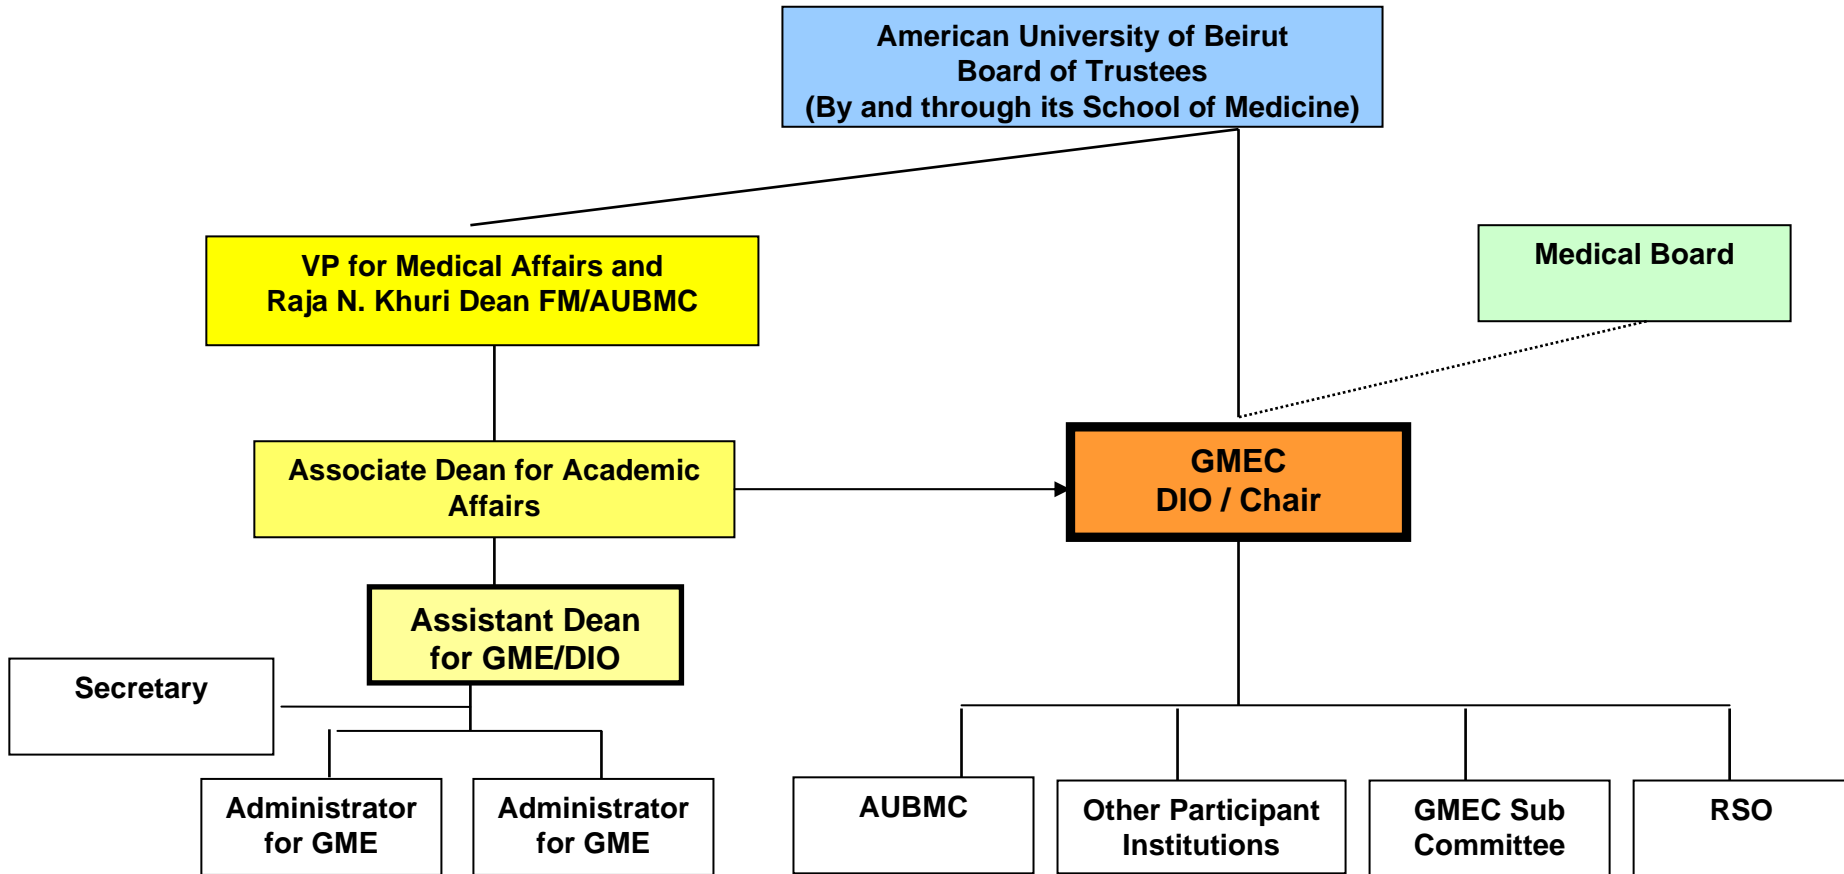 American University of Beirut
Board of Trustees
(By and through its School of Medicine)
VP for Medical Affairs and
Raja N. Khuri Dean FM/AUBMC
Medical Board
Associate Dean for Academic
Affairs
GMEC
DIO / Chair
Assistant Dean
for GME/DIO
Secretary
Administrator
for GME
Administrator
for GME
AUBMC
Other Participant
Institutions
GMEC Sub
Committee
RSO